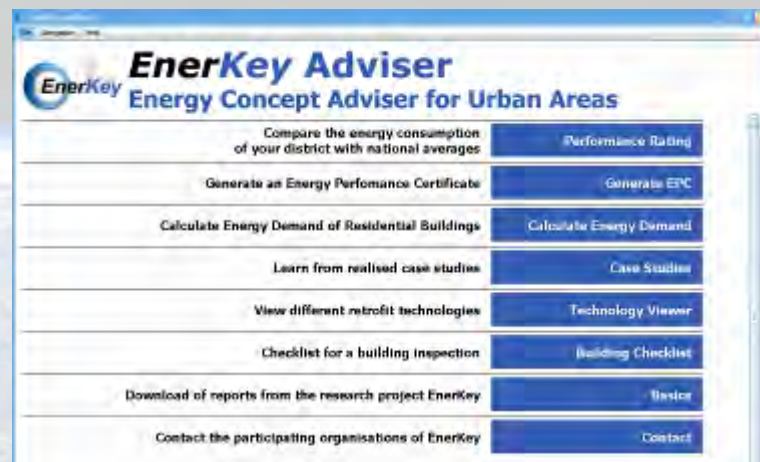 EnerKey
EnerKey Adviser
Energy Concept Adviser for Urban Areas
Compare the energy consumption
of your district with national averages
Performance Rating
Generate an Energy Perfomance Certificate
Generate EPC
Calculate Energy Demand of Residential Buildings
Calculate Energy Demand
Learn from realised case studies
Case Studies
View different retrofit technologies
Technology Viewer
Checklist for a building inspection
Building Checklist
Download of reports from the research project EnerKey
Basics
Contact the participating organisations of EnerKey
Contact